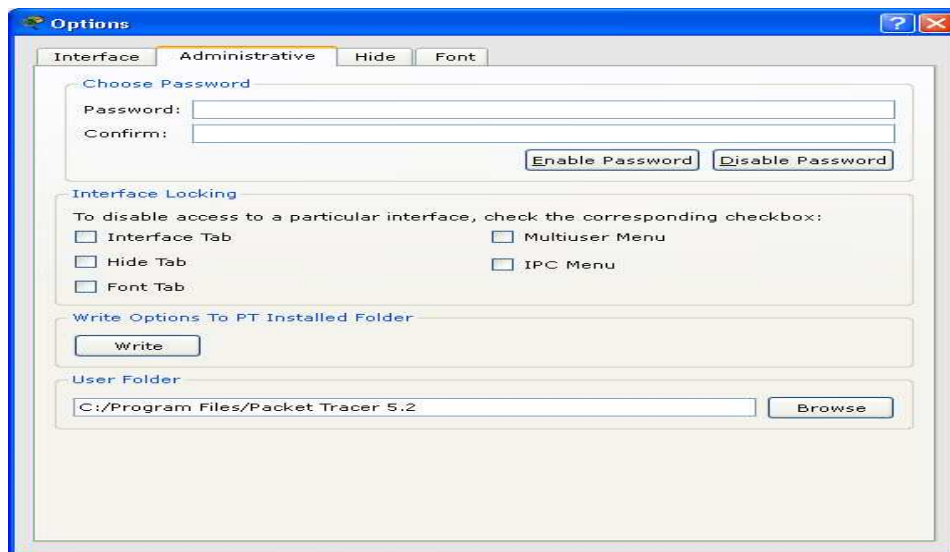 Options
Interface Administrative Hide Font
Choose Password
Password:
Confirm:
Enable Password Disable Password
Interface Locking
To disable access to a particular interface, check the corresponding checkbox:
Interface Tab Multiuser Menu
Hide Tab IPC Menu
Font Tab
Write Options To PT Installed Folder
Write
User Folder
C:/Program Files/Packet Tracer 5.2 Browse